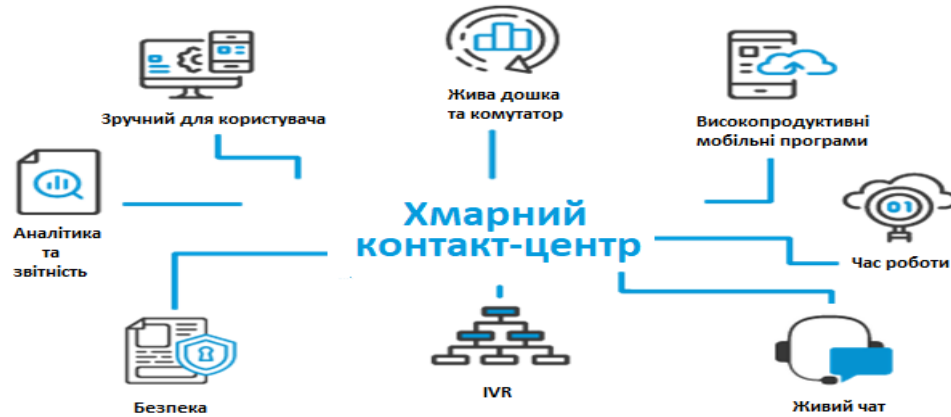 Зручний для користувача
Жива дошка
та комутатор
Високопродуктивні
мобільні програми
Аналітика
та
звітність
Хмарний
контакт-центр
01
Час роботи
Безпека
IVR
Живий чат